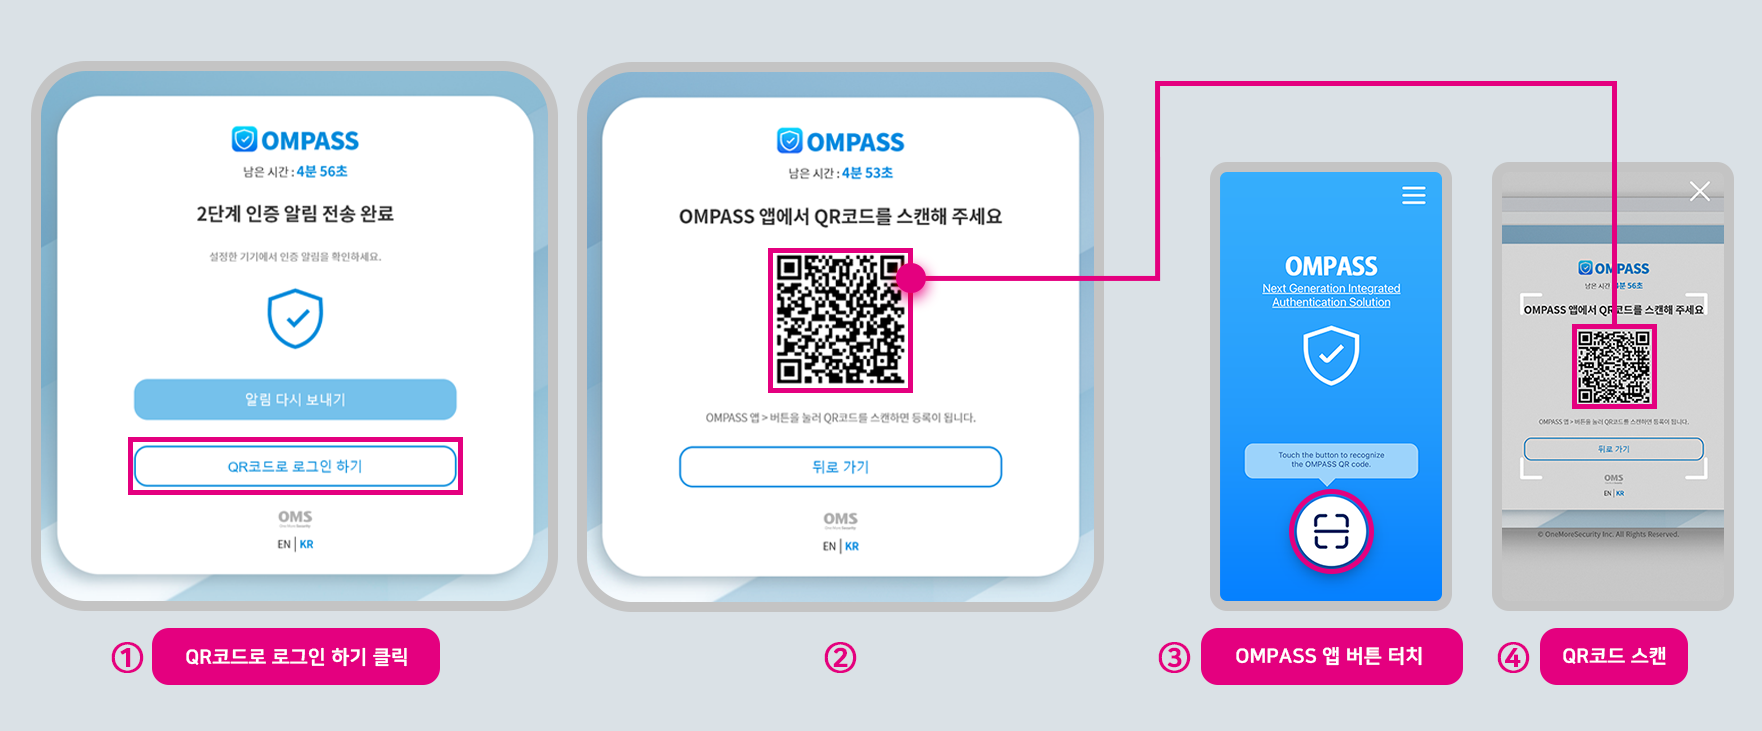 OMPASS
남은 시간 : 4분 56초
2단계 인증 알림 전송 완료
설정한 기기에서 인증 알림을 확인하세요.
알림 다시 보내기
QR코드로 로그인 하기
OMS
One More Security
EN | KR
① QR코드로 로그인 하기 클릭
OMPASS
남은 시간 : 4분 53초
OMPASS 앱에서 QR코드를 스캔해 주세요
OMPASS 앱 > 버튼을 눌러 QR코드를 스캔하면 등록이 됩니다.
뒤로 가기
OMS
One More Security
EN | KR
②
OMPASS
Next Generation Integrated
Authentication Solution
Touch the button to recognize
the OMPASS QR code.
③ OMPASS 앱 버튼 터치
OMPASS
남은 시간 4분 56초
OMPASS 앱에서 QR코드를 스캔해 주세요
OMPASS 앱 > 버튼을 눌러 QR코드를 스캔하면 등록이 됩니다.
뒤로 가기
OMS
EN | KR
© OneMoreSecurity Inc. All Rights Reserved.
④ QR코드 스캔